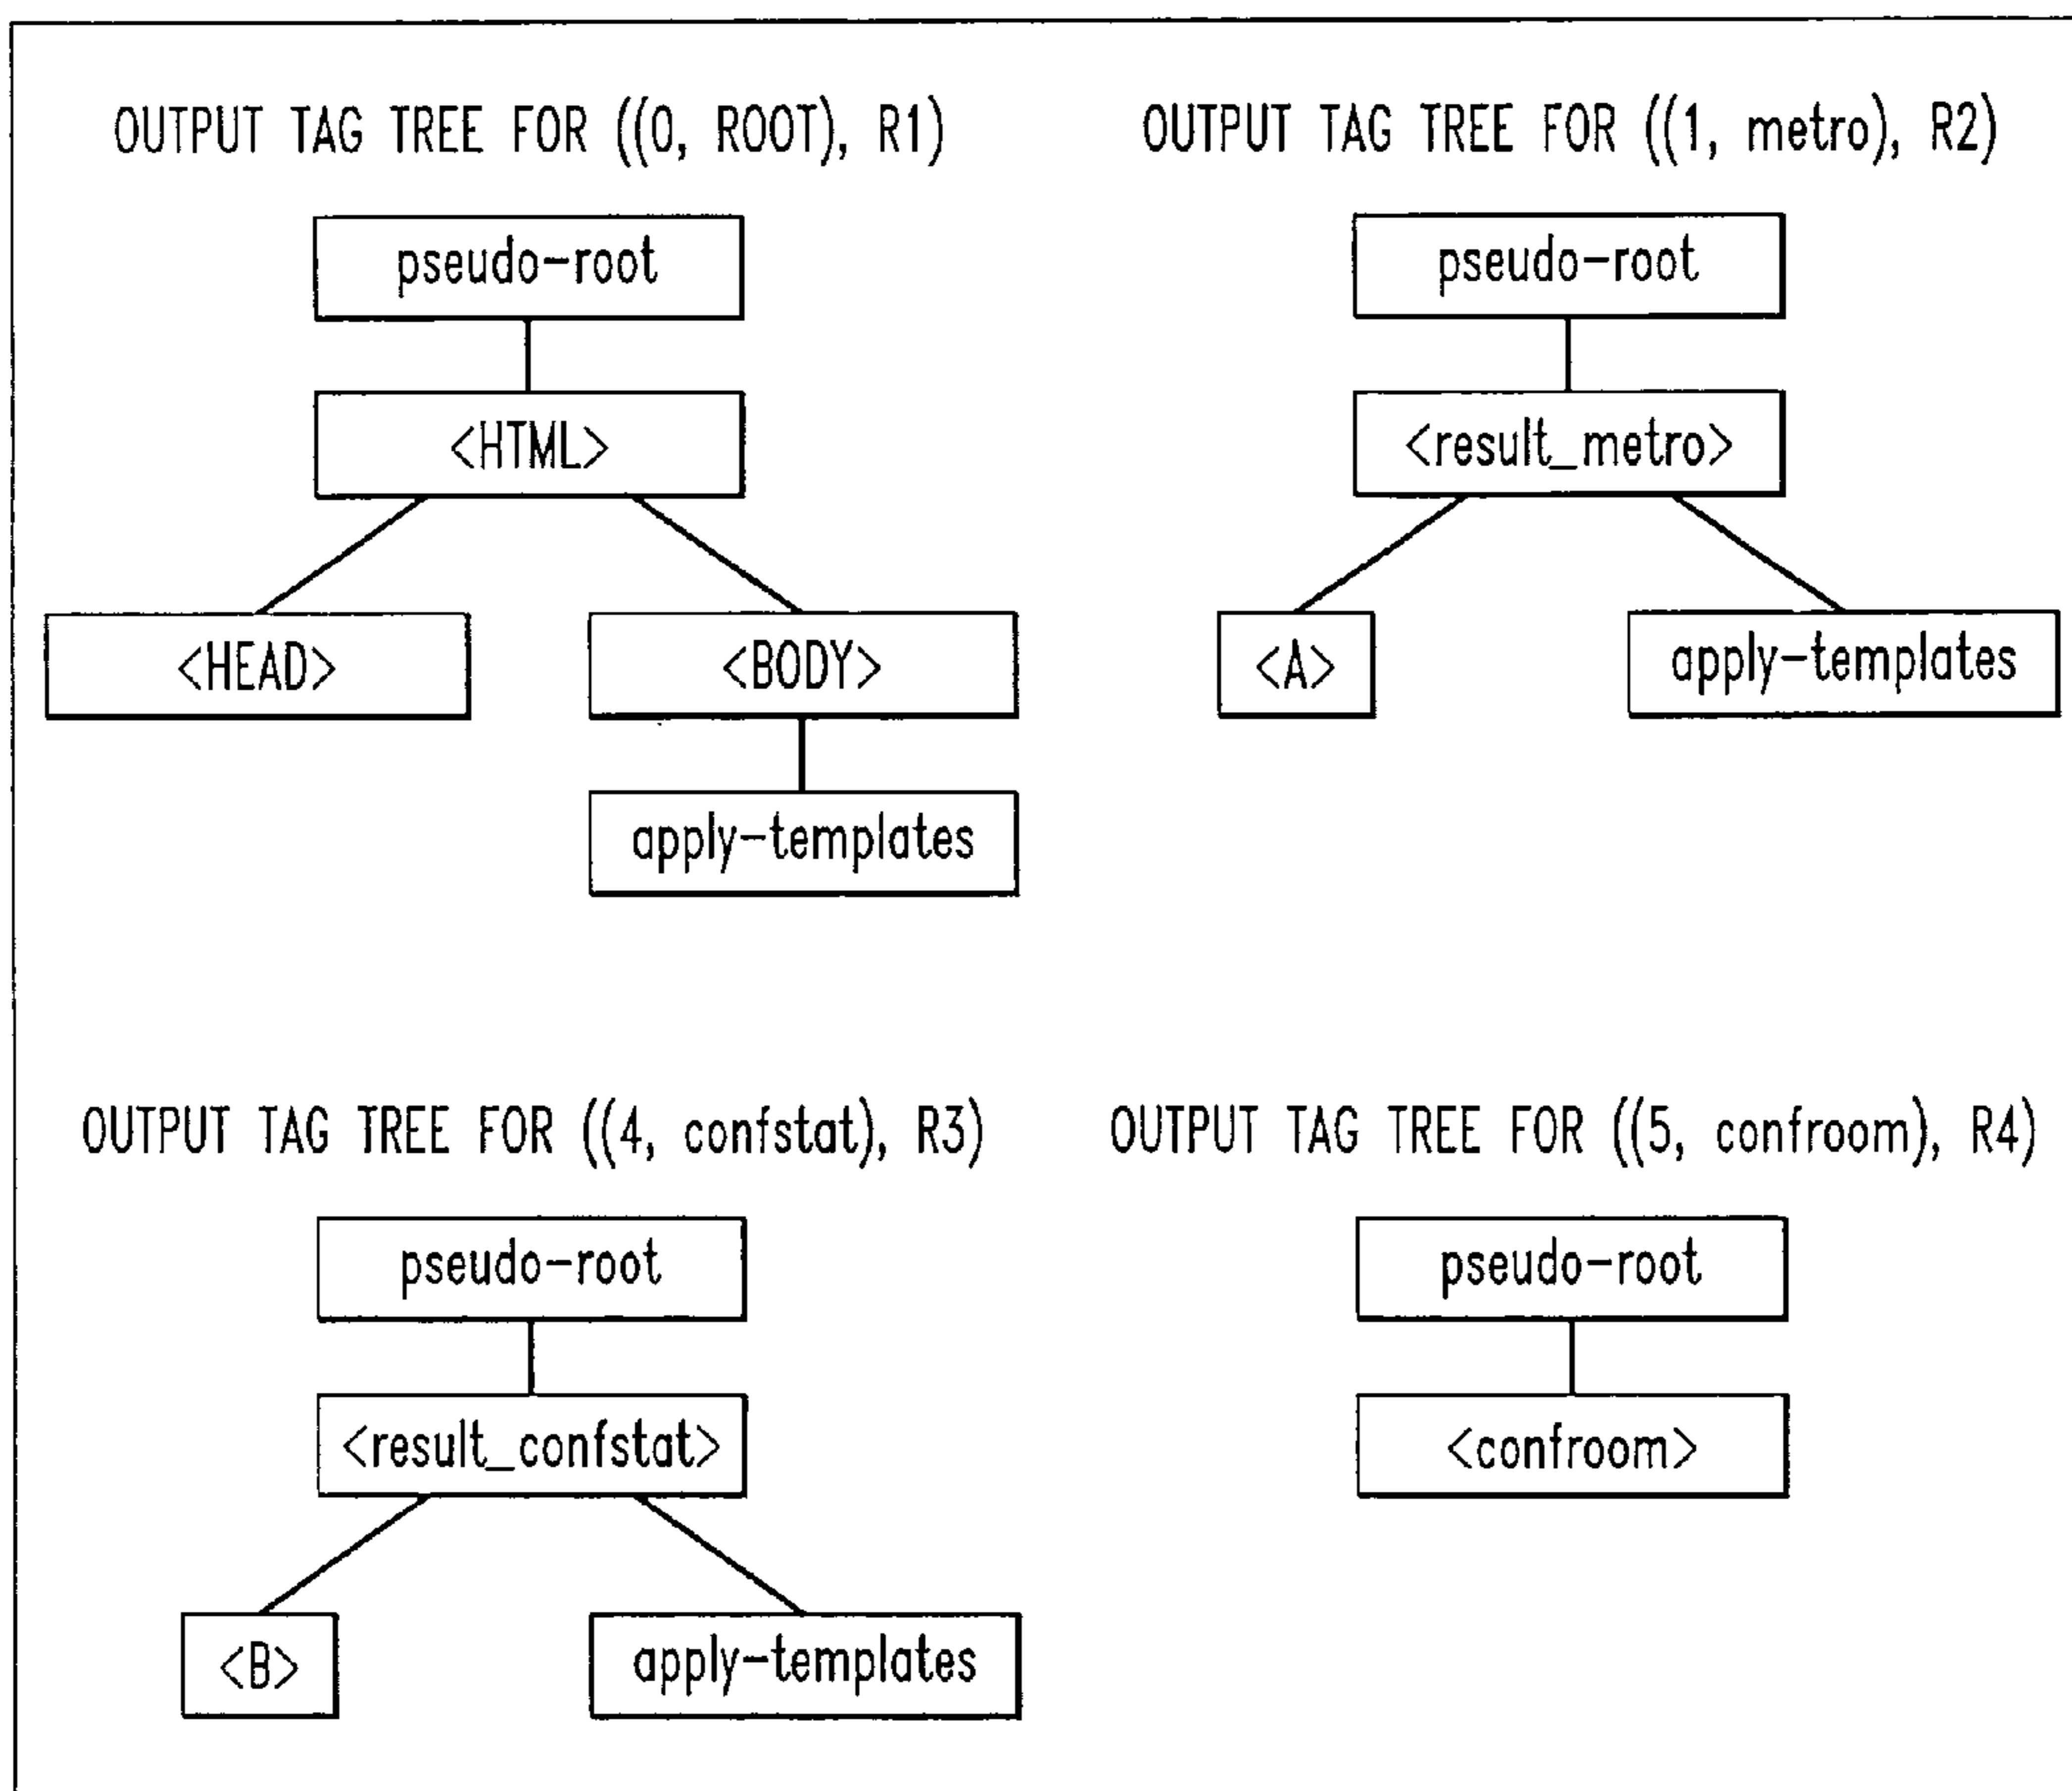 OUTPUT TAG TREE FOR ((0, ROOT), R1)
pseudo-root
<HTML>
<HEAD>
<BODY>
apply-templates
OUTPUT TAG TREE FOR ((1, metro), R2)
pseudo-root
<result_metro>
<A>
apply-templates
OUTPUT TAG TREE FOR ((4, confstat), R3)
pseudo-root
<result_confstat>
<B>
apply-templates
OUTPUT TAG TREE FOR ((5, confroom), R4)
pseudo-root
<confroom>